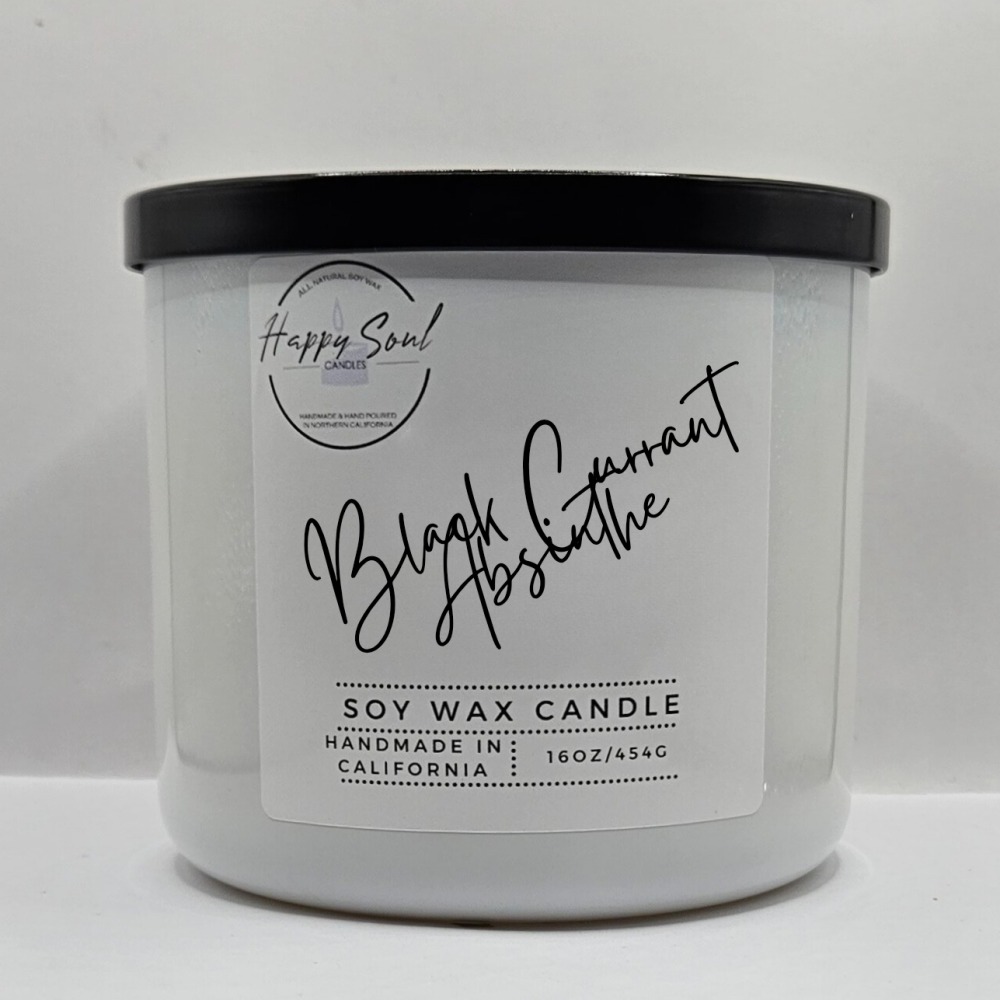 ALL NATURAL SOY WAX
Happy Soul
CANDLES
HANDMADE & HAND POURED
IN NORTHERN CALIFORNIA
Black Currant
Absinthe
SOY WAX CANDLE
HANDMADE IN
CALIFORNIA
16OZ/454G